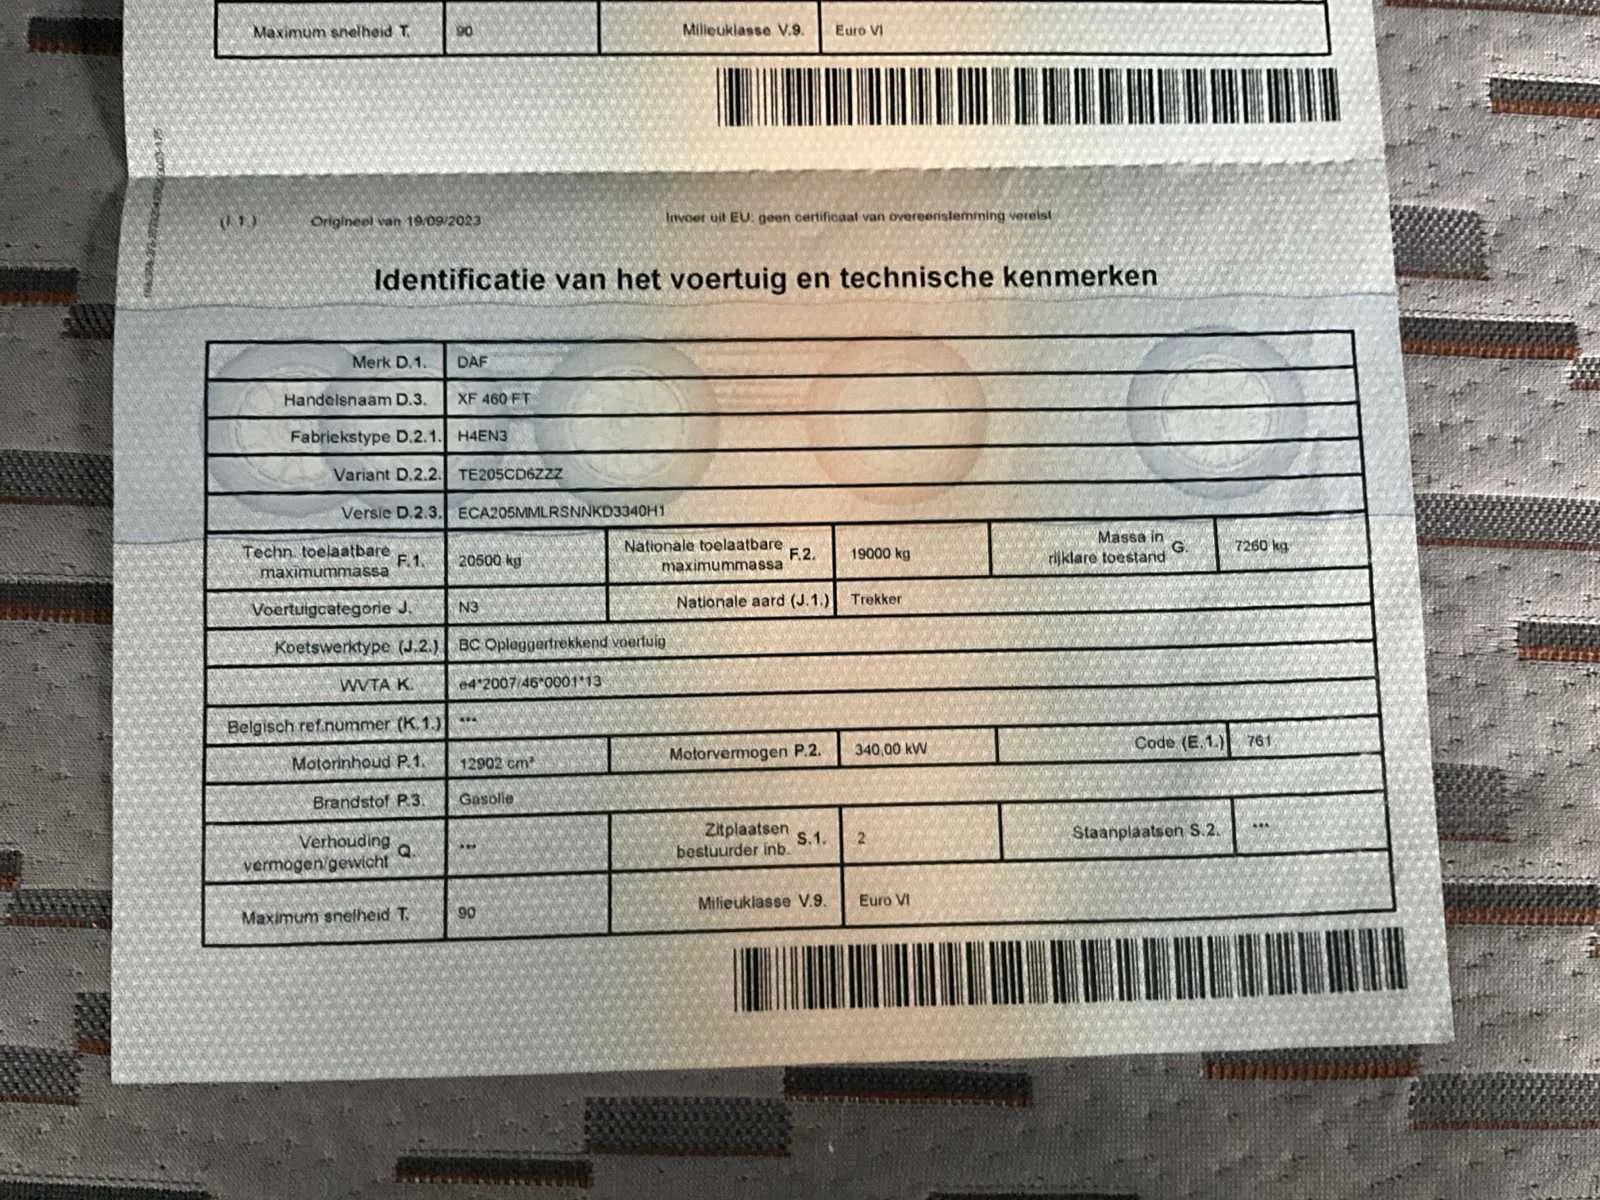 Maximum snelheid T. 90 Milieuklasse V.9. Euro VI
(I.1.) Origineel van 19/09/2023 Invoer uit EU: geen certificaat van overeenstemming vereist
Identificatie van het voertuig en technische kenmerken
Merk D.1. DAF
Handelsnaam D.3. XF 460 FT
Fabriekstype D.2.1. H4EN3
Variant D.2.2. TE205CD6ZZZ
Versie D.2.3. ECA205MMLRSNNKD3340H1
Techn. toelaatbare maximummassa F.1. 20500 kg Nationale toelaatbare maximummassa F.2. 19000 kg Massa in rijklare toestand G. 7260 kg
Voertuigcategorie J. N3 Nationale aard (J.1.) Trekker
Koetswerktype (J.2.) BC Opleggertrekkend voertuig
WVTA K. e4*2007/46*0001*13
Belgisch ref.nummer (K.1.) ***
Motorinhoud P.1. 12902 cm³ Motorvermogen P.2. 340,00 kW Code (E.1.) 761
Brandstof P.3. Gasolie
Verhouding vermogen/gewicht Q. *** Zitplaatsen bestuurder inb. S.1. 2 Staanplaatsen S.2. ***
Maximum snelheid T. 90 Milieuklasse V.9. Euro VI